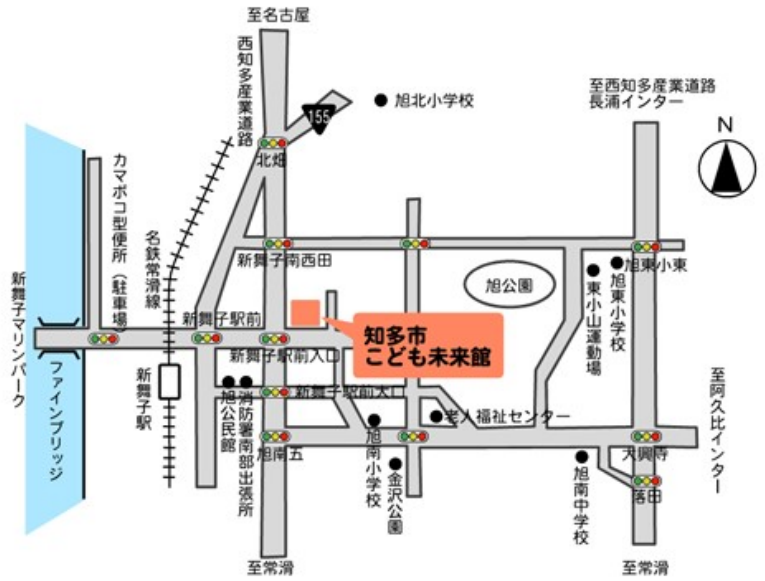 至名古屋
西知多産業道路
155
旭北小学校
至西知多産業道路
長浦インター
N
北畑
カマボコ型便所（駐車場）
名鉄常滑線
新舞子南西田
旭公園
旭東小東
旭東小学校
東小山運動場
新舞子マリンパーク
新舞子駅前
新舞子駅前入口
知多市
こども未来館
ファインブリッジ
新舞子駅
新舞子駅前大口
旭公民館
消防署南部出張所
老人福祉センター
至阿久比インター
旭南五
旭南小学校
金沢公園
大興寺
旭南中学校
落田
至常滑
至常滑